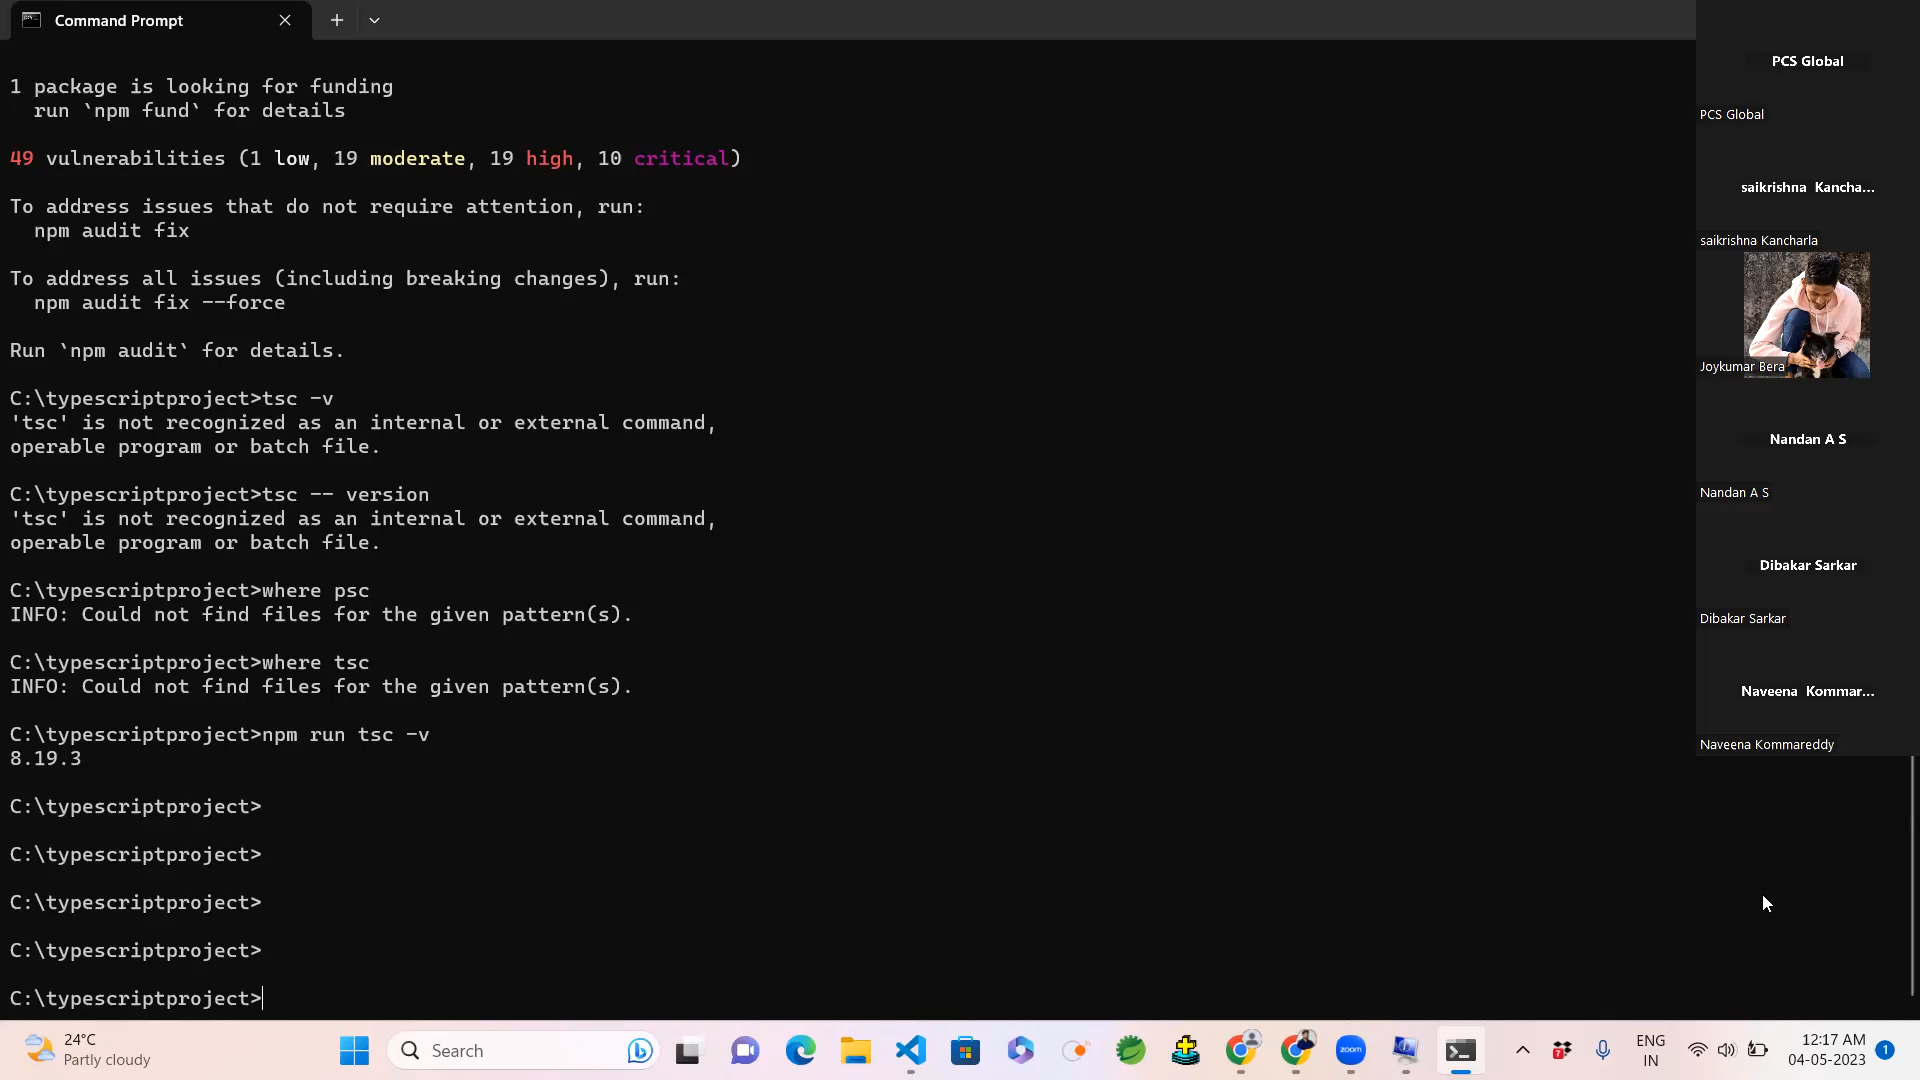 Command Prompt
1 package is looking for funding
run `npm fund` for details
49 vulnerabilities (1 low, 19 moderate, 19 high, 10 critical)
To address issues that do not require attention, run:
npm audit fix
To address all issues (including breaking changes), run:
npm audit fix --force
Run `npm audit` for details.
C:\typescriptproject>tsc -v
'tsc' is not recognized as an internal or external command,
operable program or batch file.
C:\typescriptproject>tsc -- version
'tsc' is not recognized as an internal or external command,
operable program or batch file.
C:\typescriptproject>where psc
INFO: Could not find files for the given pattern(s).
C:\typescriptproject>where tsc
INFO: Could not find files for the given pattern(s).
C:\typescriptproject>npm run tsc -v
8.19.3
C:\typescriptproject>
C:\typescriptproject>
C:\typescriptproject>
C:\typescriptproject>
C:\typescriptproject>
PCS Global
PCS Global
saikrishna Kancha...
saikrishna Kancharla
Joykumar Bera
Nandan A S
Nandan A S
Dibakar Sarkar
Dibakar Sarkar
Naveena Kommar...
Naveena Kommareddy
24°C
Partly cloudy
Search
zoom
7
ENG
IN
12:17 AM
04-05-2023
1